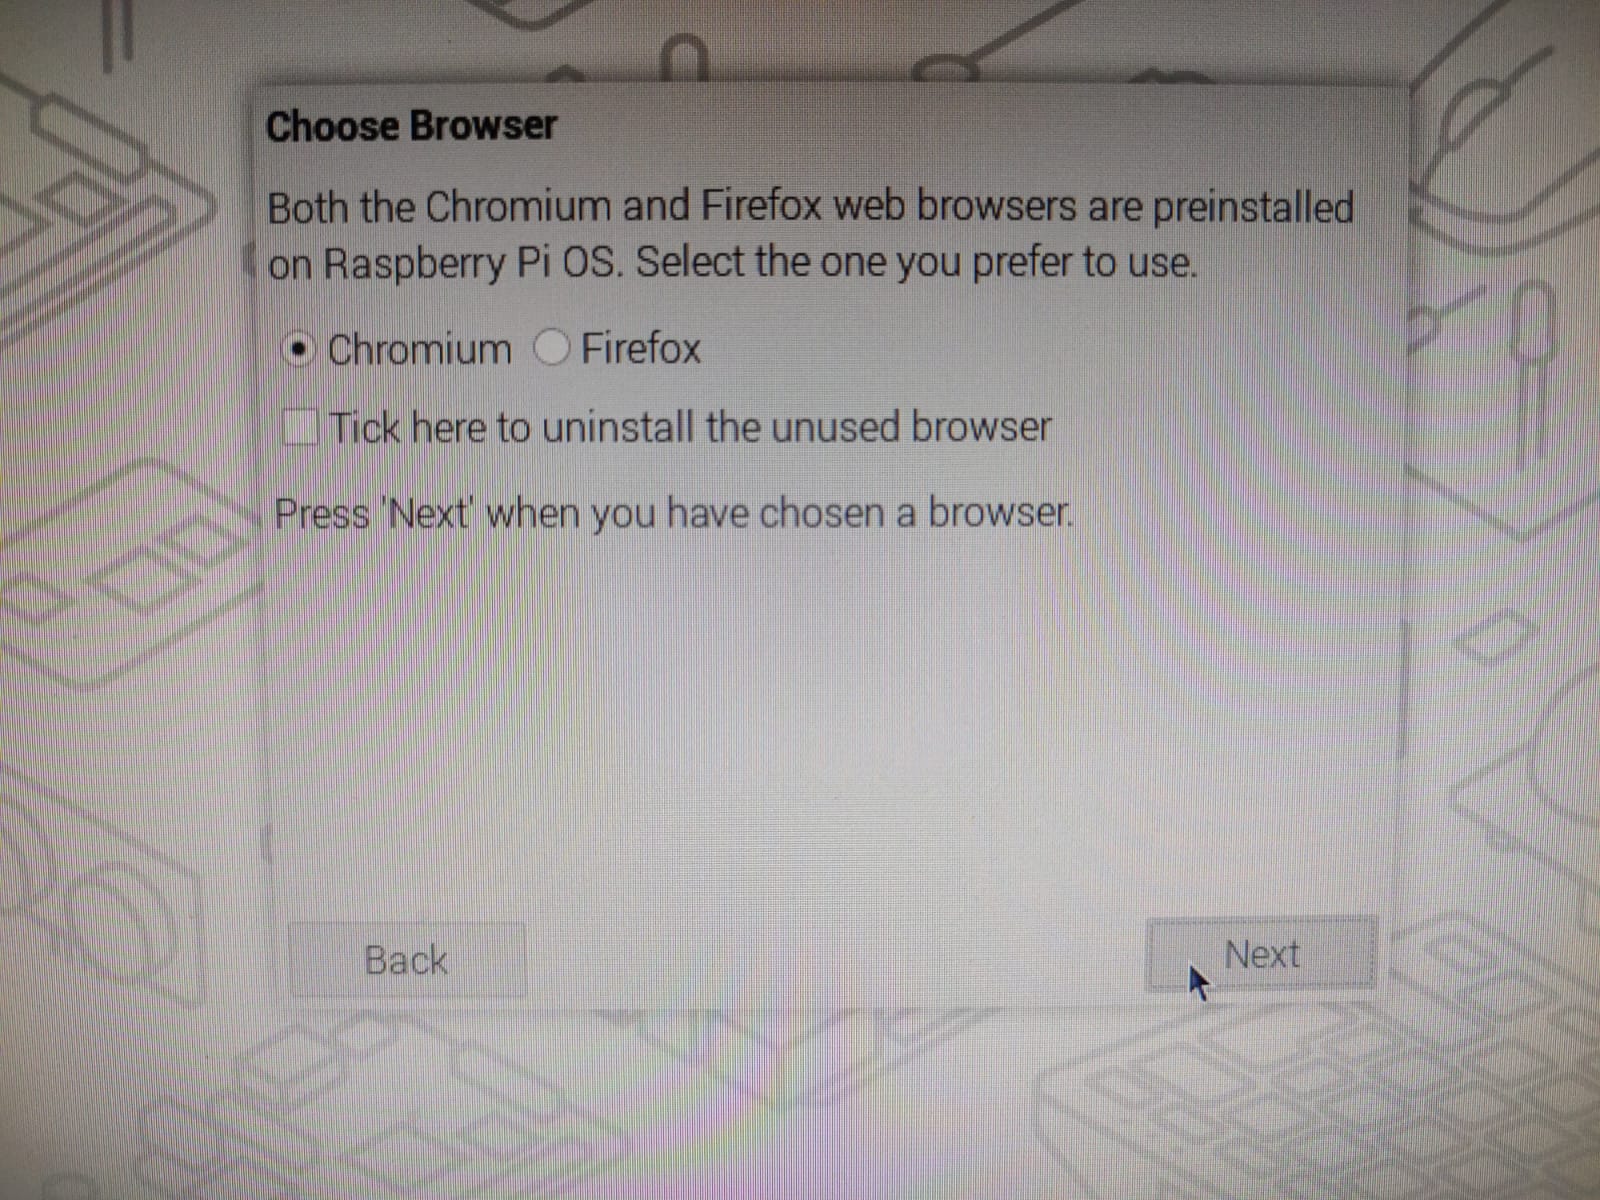 Choose Browser
Both the Chromium and Firefox web browsers are preinstalled
on Raspberry Pi OS. Select the one you prefer to use.
Chromium Firefox
Tick here to uninstall the unused browser
Press 'Next' when you have chosen a browser.
Back Next